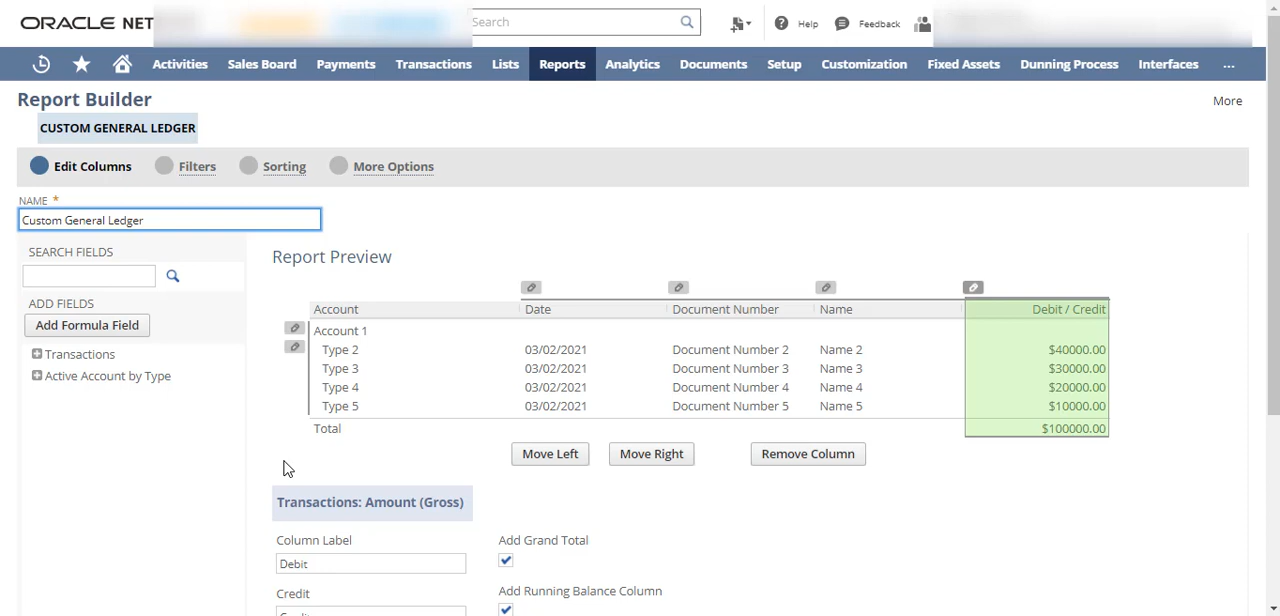 ORACLE NET
Search
Help
Feedback
Activities Sales Board Payments Transactions Lists Reports Analytics Documents Setup Customization Fixed Assets Dunning Process Interfaces ...
Report Builder
More
CUSTOM GENERAL LEDGER
Edit Columns Filters Sorting More Options
NAME *
Custom General Ledger
SEARCH FIELDS
ADD FIELDS
Add Formula Field
Transactions
Active Account by Type
Report Preview
Account Date Document Number Name Debit / Credit
Account 1
Type 2 03/02/2021 Document Number 2 Name 2 $40000.00
Type 3 03/02/2021 Document Number 3 Name 3 $30000.00
Type 4 03/02/2021 Document Number 4 Name 4 $20000.00
Type 5 03/02/2021 Document Number 5 Name 5 $10000.00
Total $100000.00
Move Left Move Right Remove Column
Transactions: Amount (Gross)
Column Label Add Grand Total
Debit
Credit Add Running Balance Column